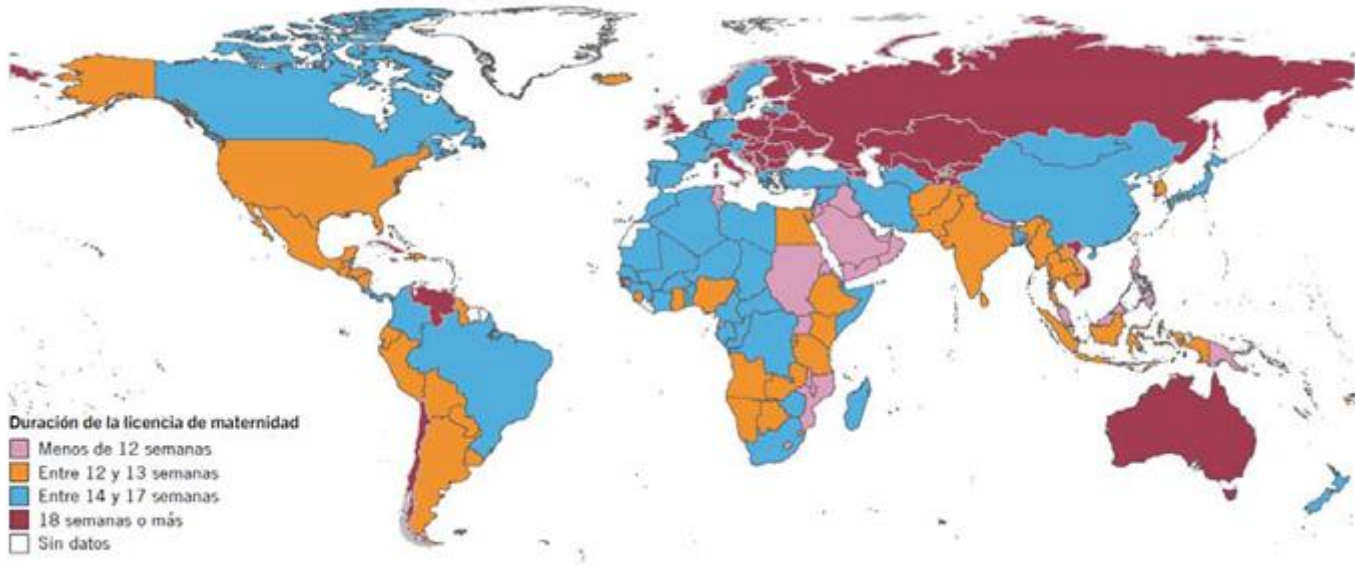 Duración de la licencia de maternidad
Menos de 12 semanas
Entre 12 y 13 semanas
Entre 14 y 17 semanas
18 semanas o más
Sin datos